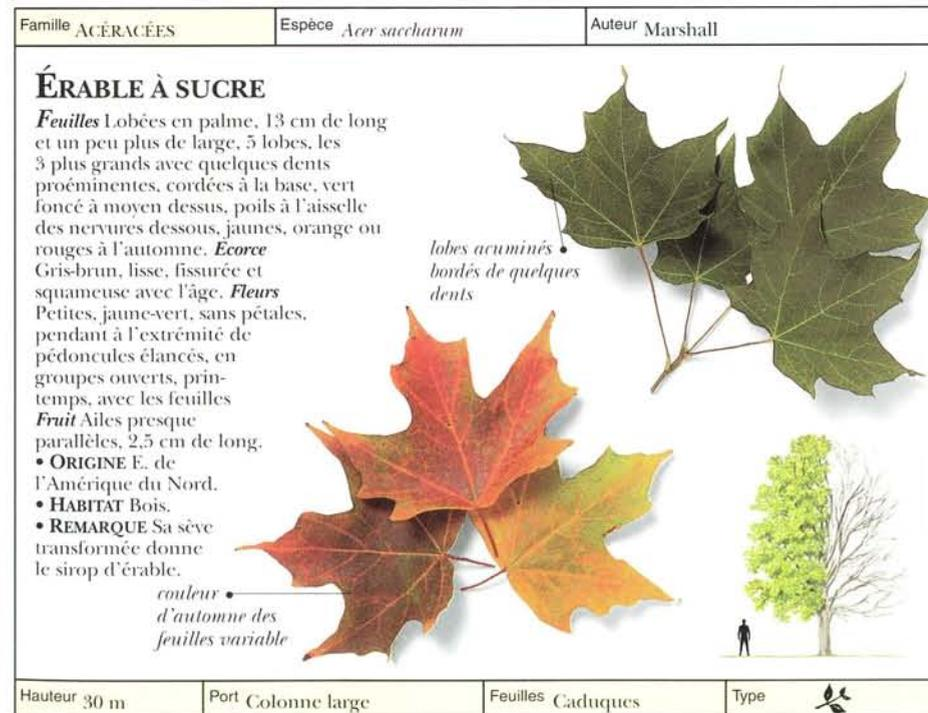 Famille ACÉRACÉES
Espèce Acer saccharum
Auteur Marshall
ÉRABLE À SUCRE
Feuilles Lobées en palme, 13 cm de long
et un peu plus de large, 5 lobes, les
3 plus grands avec quelques dents
proéminentes, cordées à la base, vert
foncé à moyen dessus, poils à l'aisselle
des nervures dessous, jaunes, orange ou
rouges à l'automne. Écorce
Gris-brun, lisse, fissurée et
squameuse avec l'âge. Fleurs
Petites, jaune-vert, sans pétales,
pendant à l'extrémité de
pédoncules élancés, en
groupes ouverts, prin-
temps, avec les feuilles
Fruit Ailes presque
parallèles, 2,5 cm de long.
• ORIGINE E. de
l'Amérique du Nord.
• HABITAT Bois.
• REMARQUE Sa sève
transformée donne
le sirop d'érable.
lobes acuminés
bordés de quelques
dents
couleur
d'automne des
feuilles variable
Hauteur 30 m
Port Colonne large
Feuilles Caduques
Type